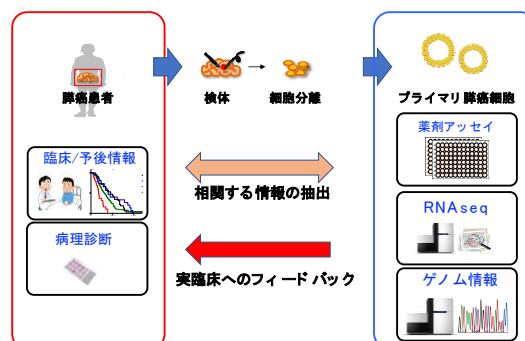 膵癌患者
検体
細胞分離
プライマリ膵癌細胞
薬剤アッセイ
臨床/予後情報
相関する情報の抽出
RNAseq
病理診断
実臨床へのフィードバック
ゲノム情報